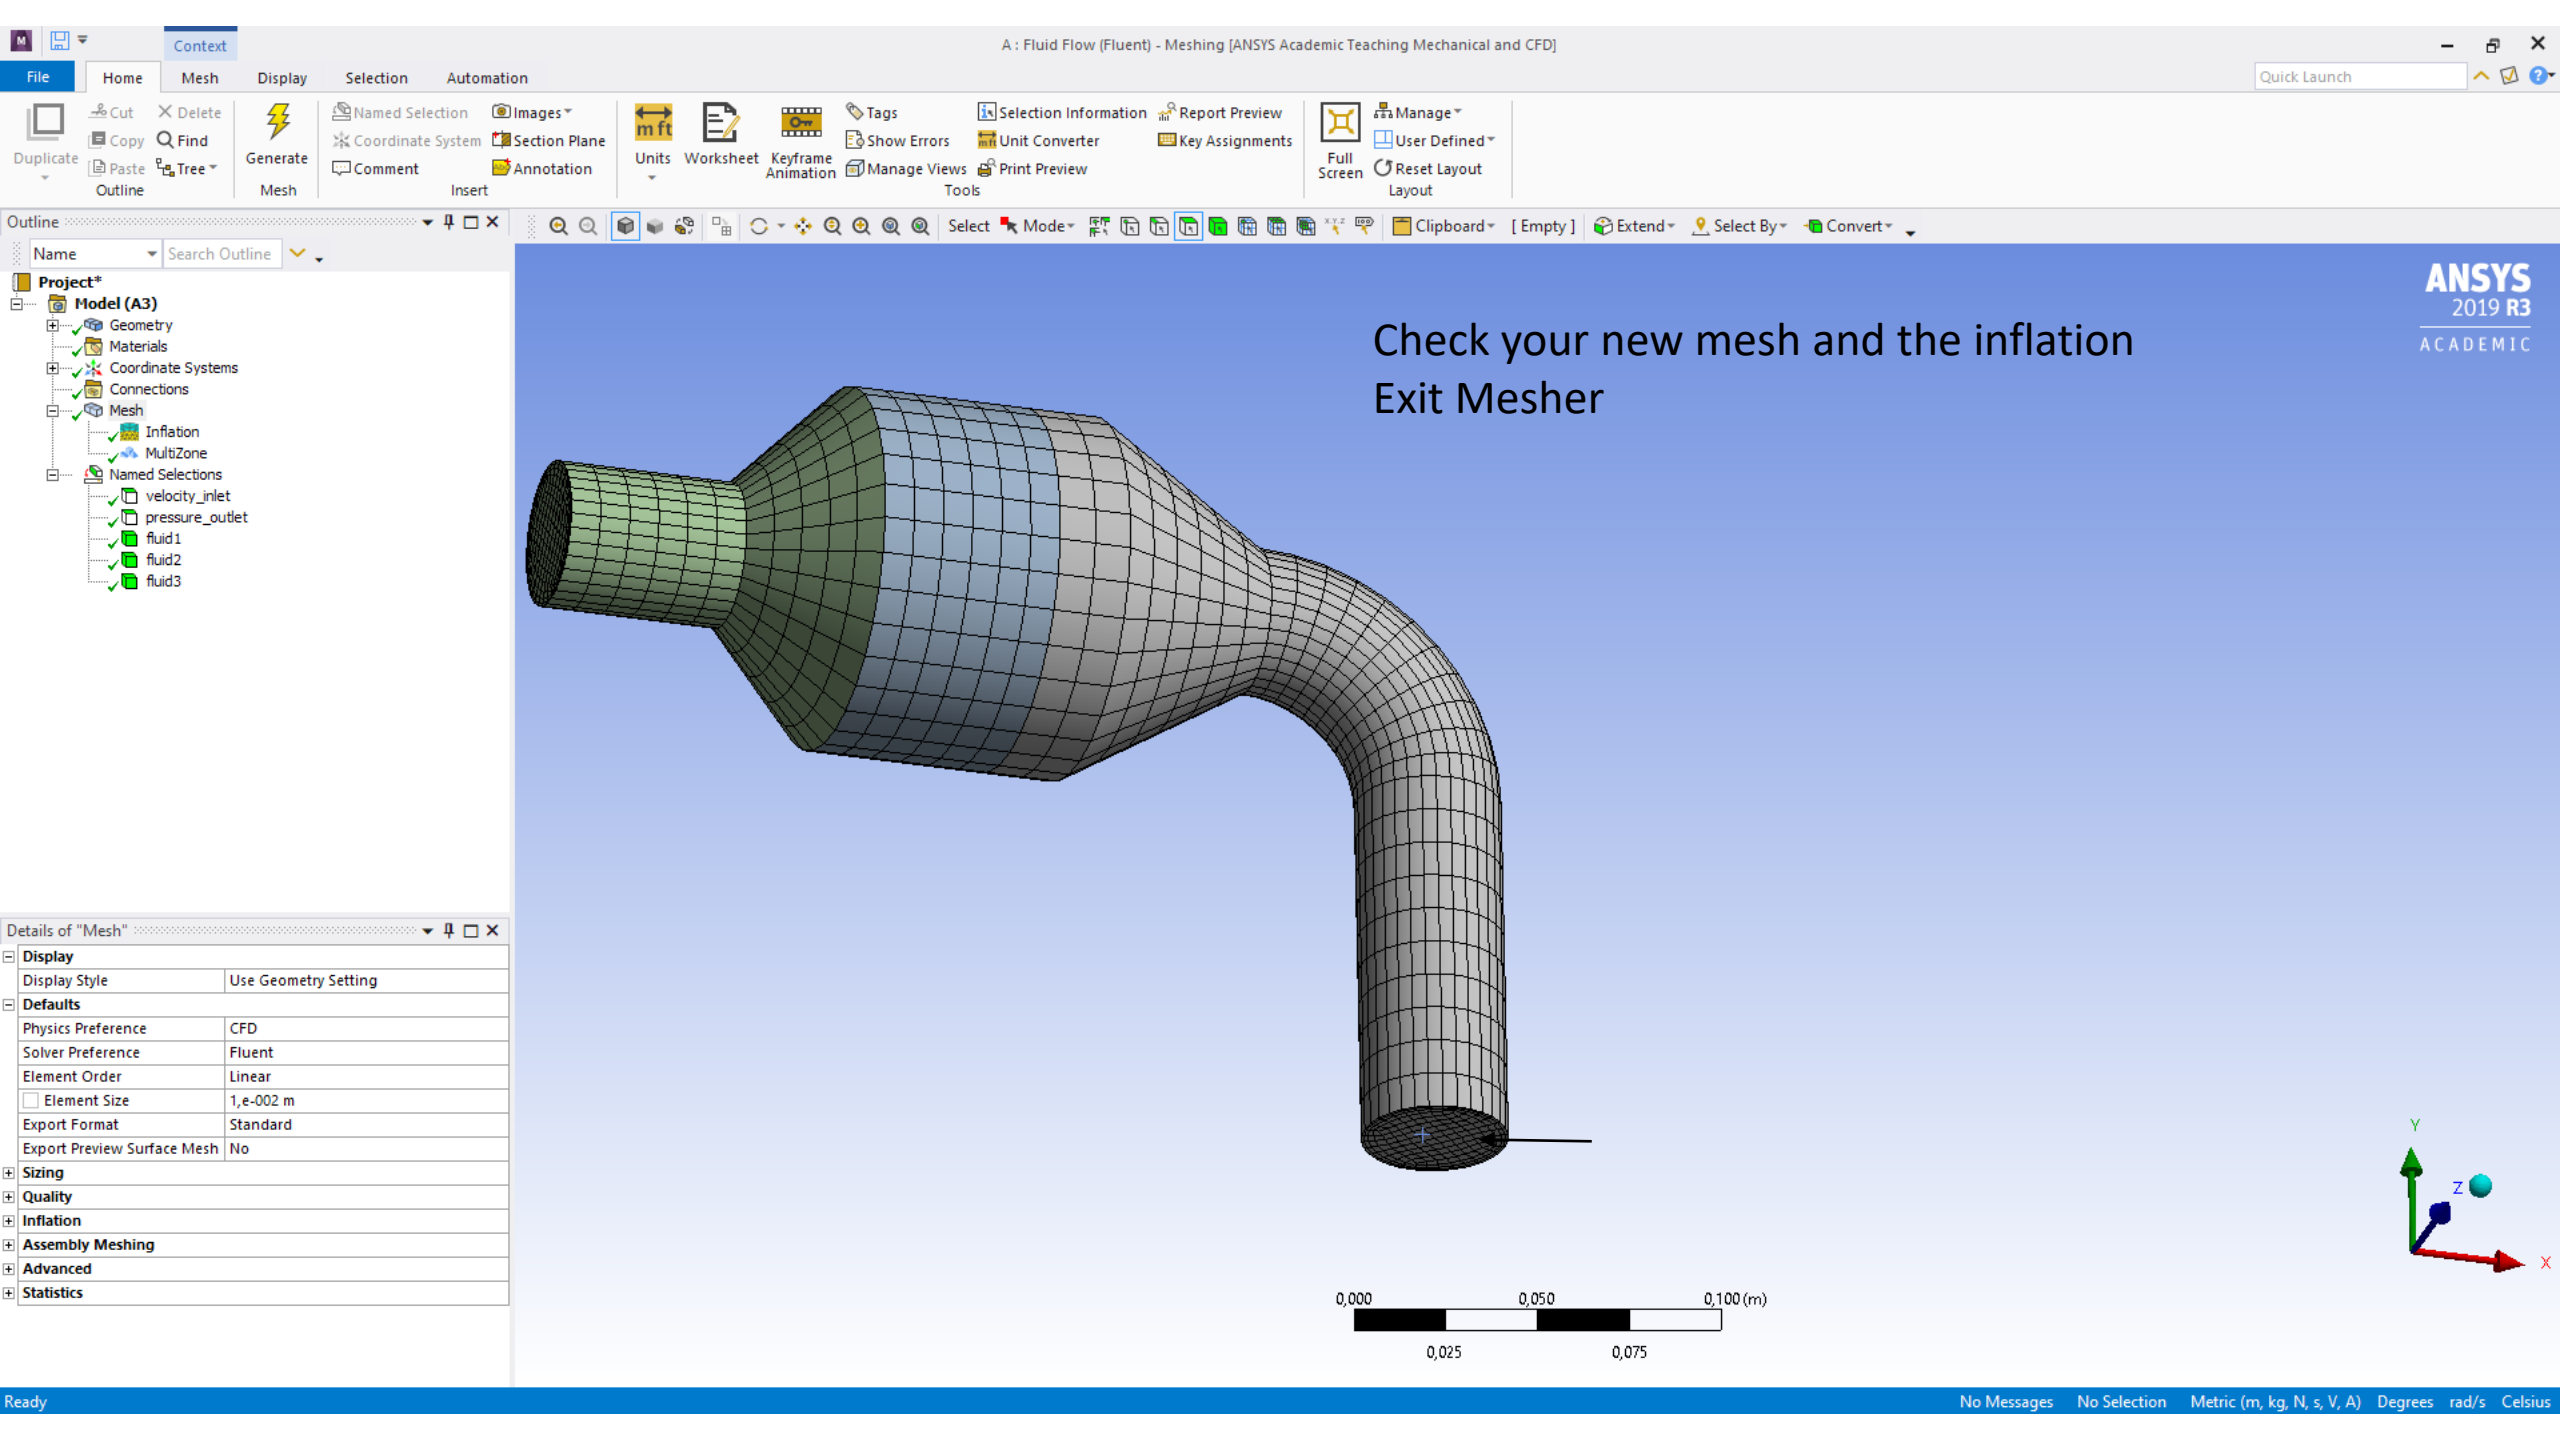 Context
A : Fluid Flow (Fluent) - Meshing [ANSYS Academic Teaching Mechanical and CFD]
File Home Mesh Display Selection Automation
Quick Launch
Duplicate
Cut
Copy
Paste
Delete
Find
Tree
Outline
Generate
Mesh
Named Selection
Coordinate System
Comment
Images
Section Plane
Annotation
Insert
m ft
Units
Worksheet
Keyframe
Animation
Tags
Show Errors
Manage Views
Selection Information
Unit Converter
Print Preview
Report Preview
Key Assignments
Tools
Full
Screen
Manage
User Defined
Reset Layout
Layout
Outline
Name
Search Outline
Select Mode Clipboard [ Empty ] Extend Select By Convert
Project*
Model (A3)
Geometry
Materials
Coordinate Systems
Connections
Mesh
Inflation
MultiZone
Named Selections
velocity_inlet
pressure_outlet
fluid1
fluid2
fluid3
ANSYS
2019 R3
ACADEMIC
Check your new mesh and the inflation
Exit Mesher
Details of "Mesh"
Display
Display Style Use Geometry Setting
Defaults
Physics Preference CFD
Solver Preference Fluent
Element Order Linear
Element Size 1,e-002 m
Export Format Standard
Export Preview Surface Mesh No
Sizing
Quality
Inflation
Assembly Meshing
Advanced
Statistics
Y
Z
X
0,000 0,050 0,100 (m)
0,025 0,075
Ready
No Messages No Selection Metric (m, kg, N, s, V, A) Degrees rad/s Celsius